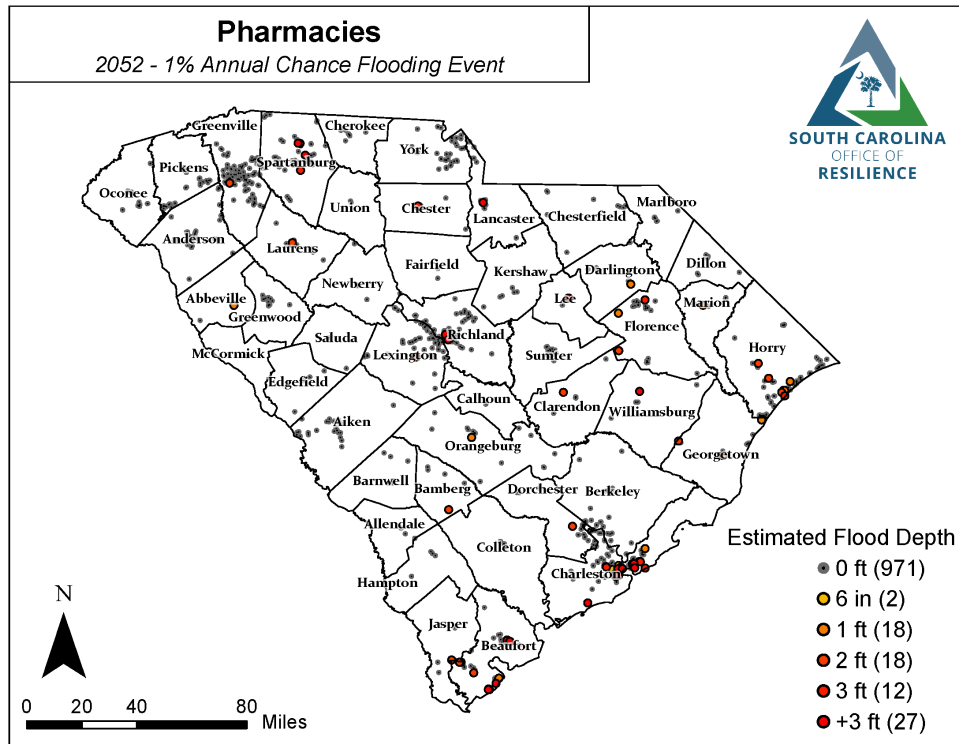 Pharmacies
2052 - 1% Annual Chance Flooding Event
SOUTH CAROLINA
OFFICE OF
RESILIENCE
Greenville
Cherokee
York
Pickens
Spartanburg
Oconee
Union
Chester
Lancaster
Chesterfield
Marlboro
Anderson
Laurens
Fairfield
Kershaw
Darlington
Dillon
Newberry
Abbeville
Greenwood
Lee
Marion
Florence
Saluda
Richland
McCormick
Lexington
Sumter
Horry
Edgefield
Calhoun
Clarendon
Williamsburg
Aiken
Orangeburg
Georgetown
Barnwell
Bamberg
Dorchester
Berkeley
Allendale
Colleton
Hampton
Charleston
Jasper
Beaufort
Estimated Flood Depth
0 ft (971)
6 in (2)
1 ft (18)
2 ft (18)
3 ft (12)
+3 ft (27)
N
0 20 40 80
Miles